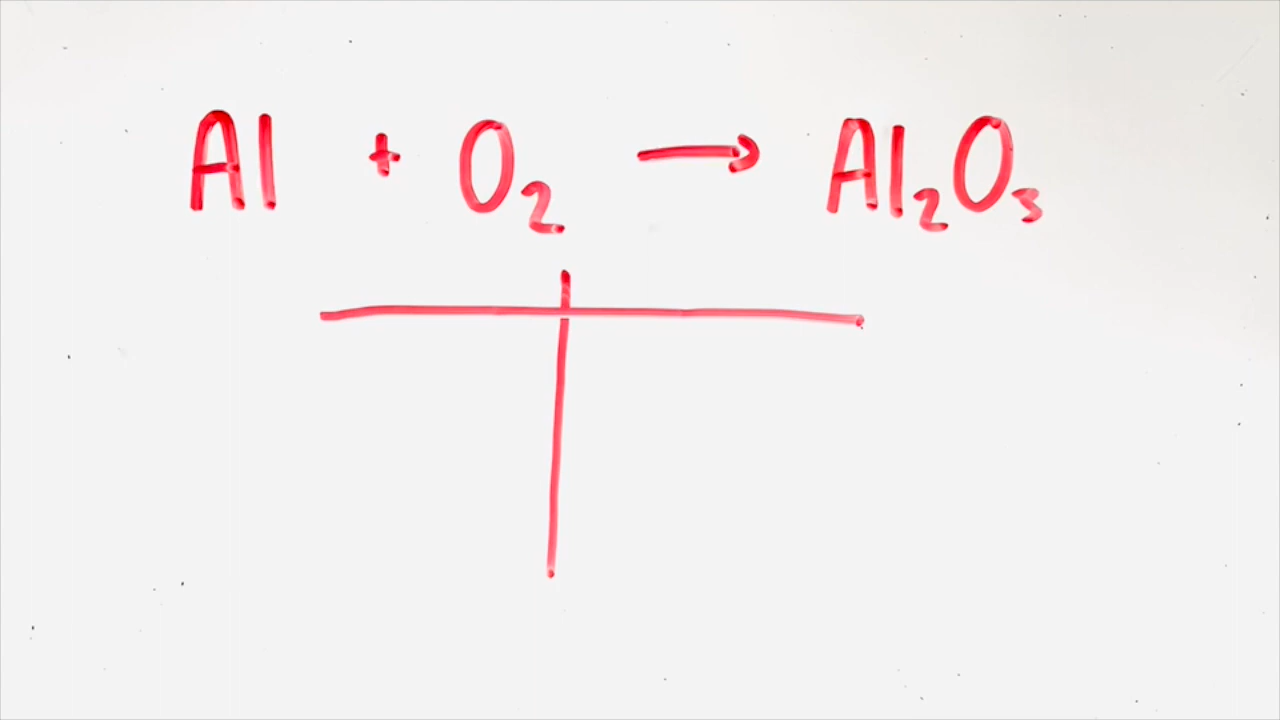 Al + O₂ → Al₂O₃